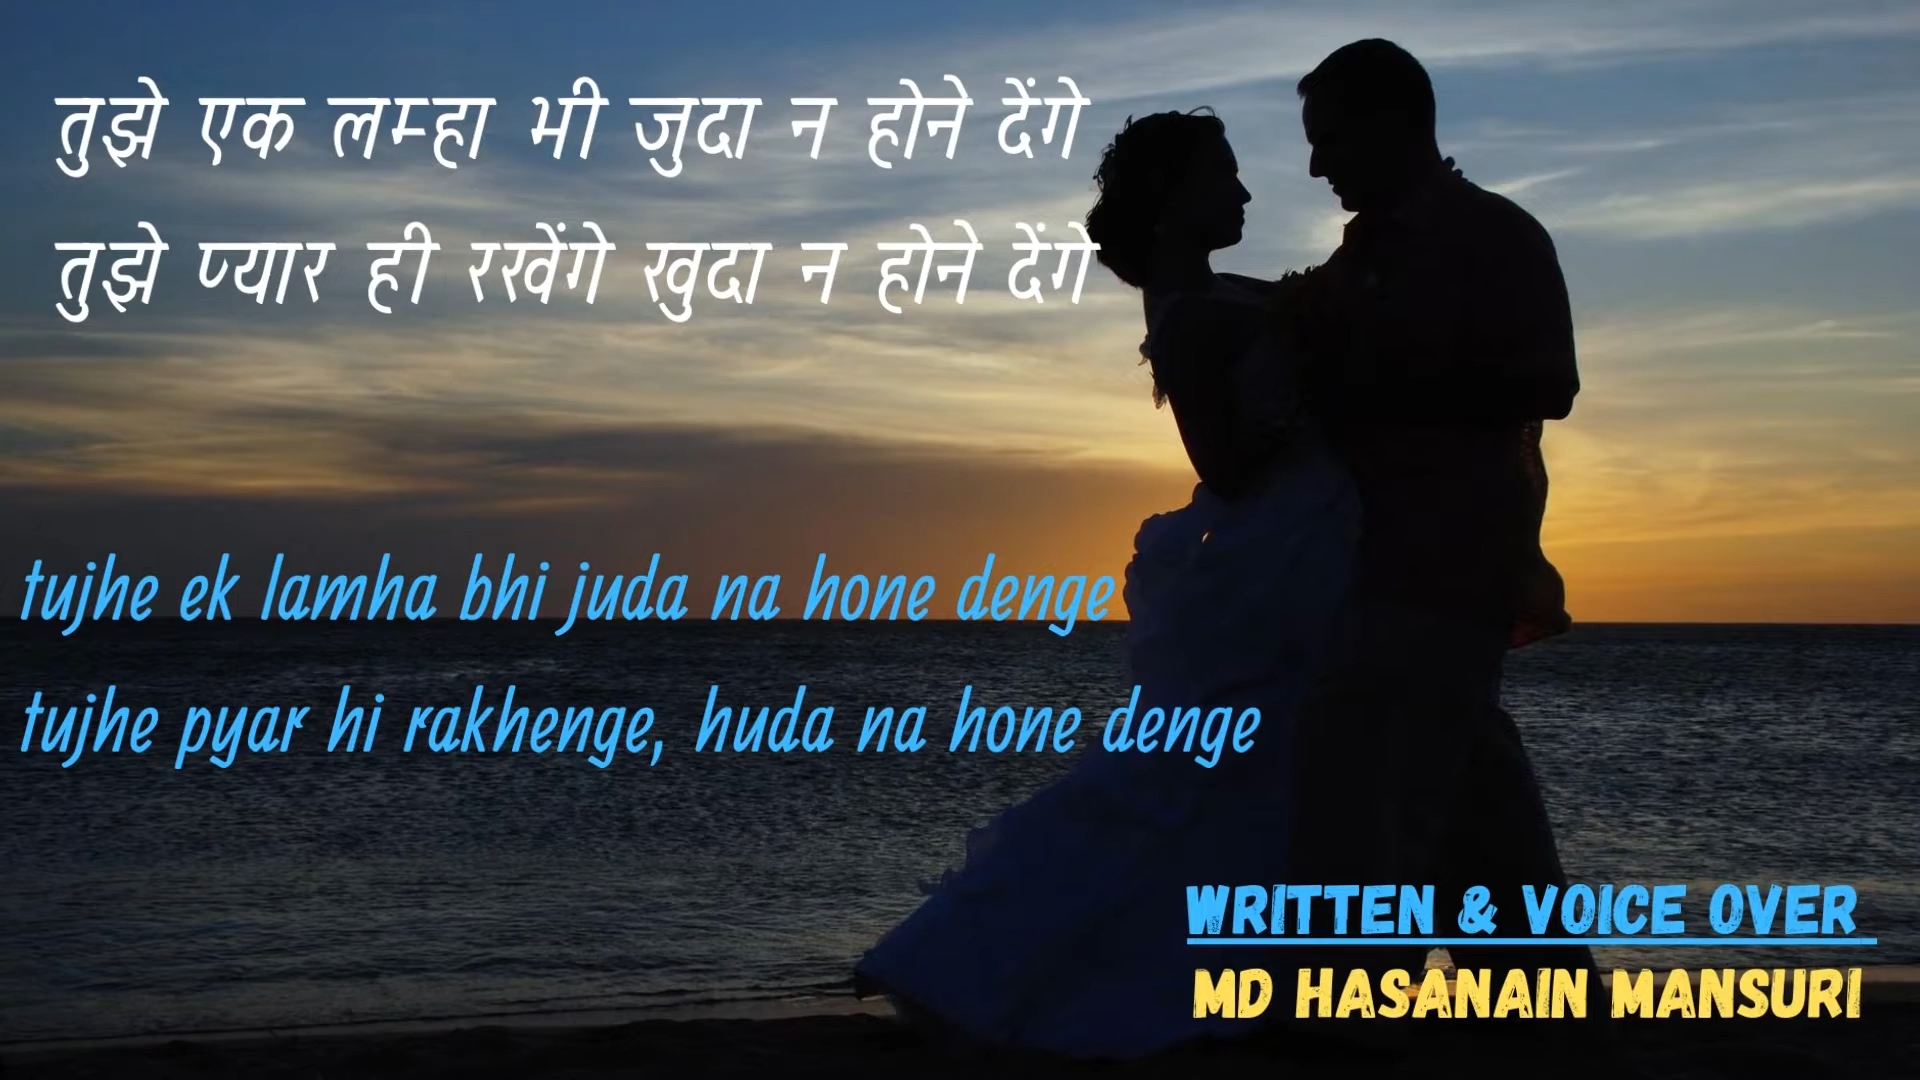 तुझे एक लम्हा भी जुदा न होने देंगे
तुझे प्यार ही रखेंगे खुदा न होने देंगे
tujhe ek lamha bhi juda na hone denge
tujhe pyar hi rakhenge, huda na hone denge
WRITTEN & VOICE OVER
MD HASANAIN MANSURI